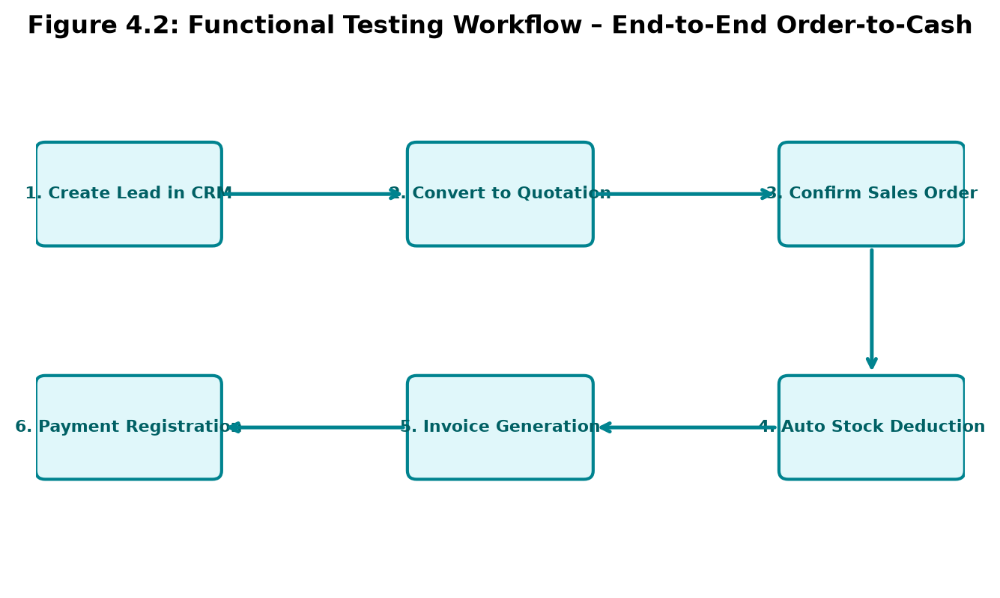 Figure 4.2: Functional Testing Workflow – End-to-End Order-to-Cash
1. Create Lead in CRM
2. Convert to Quotation
3. Confirm Sales Order
4. Auto Stock Deduction
5. Invoice Generation
6. Payment Registration